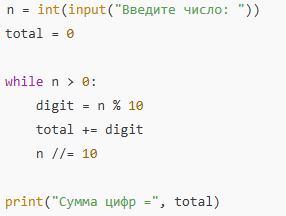 n = int(input("Введите число: "))
total = 0

while n > 0:
    digit = n % 10
    total += digit
    n //= 10

print("Сумма цифр =", total)